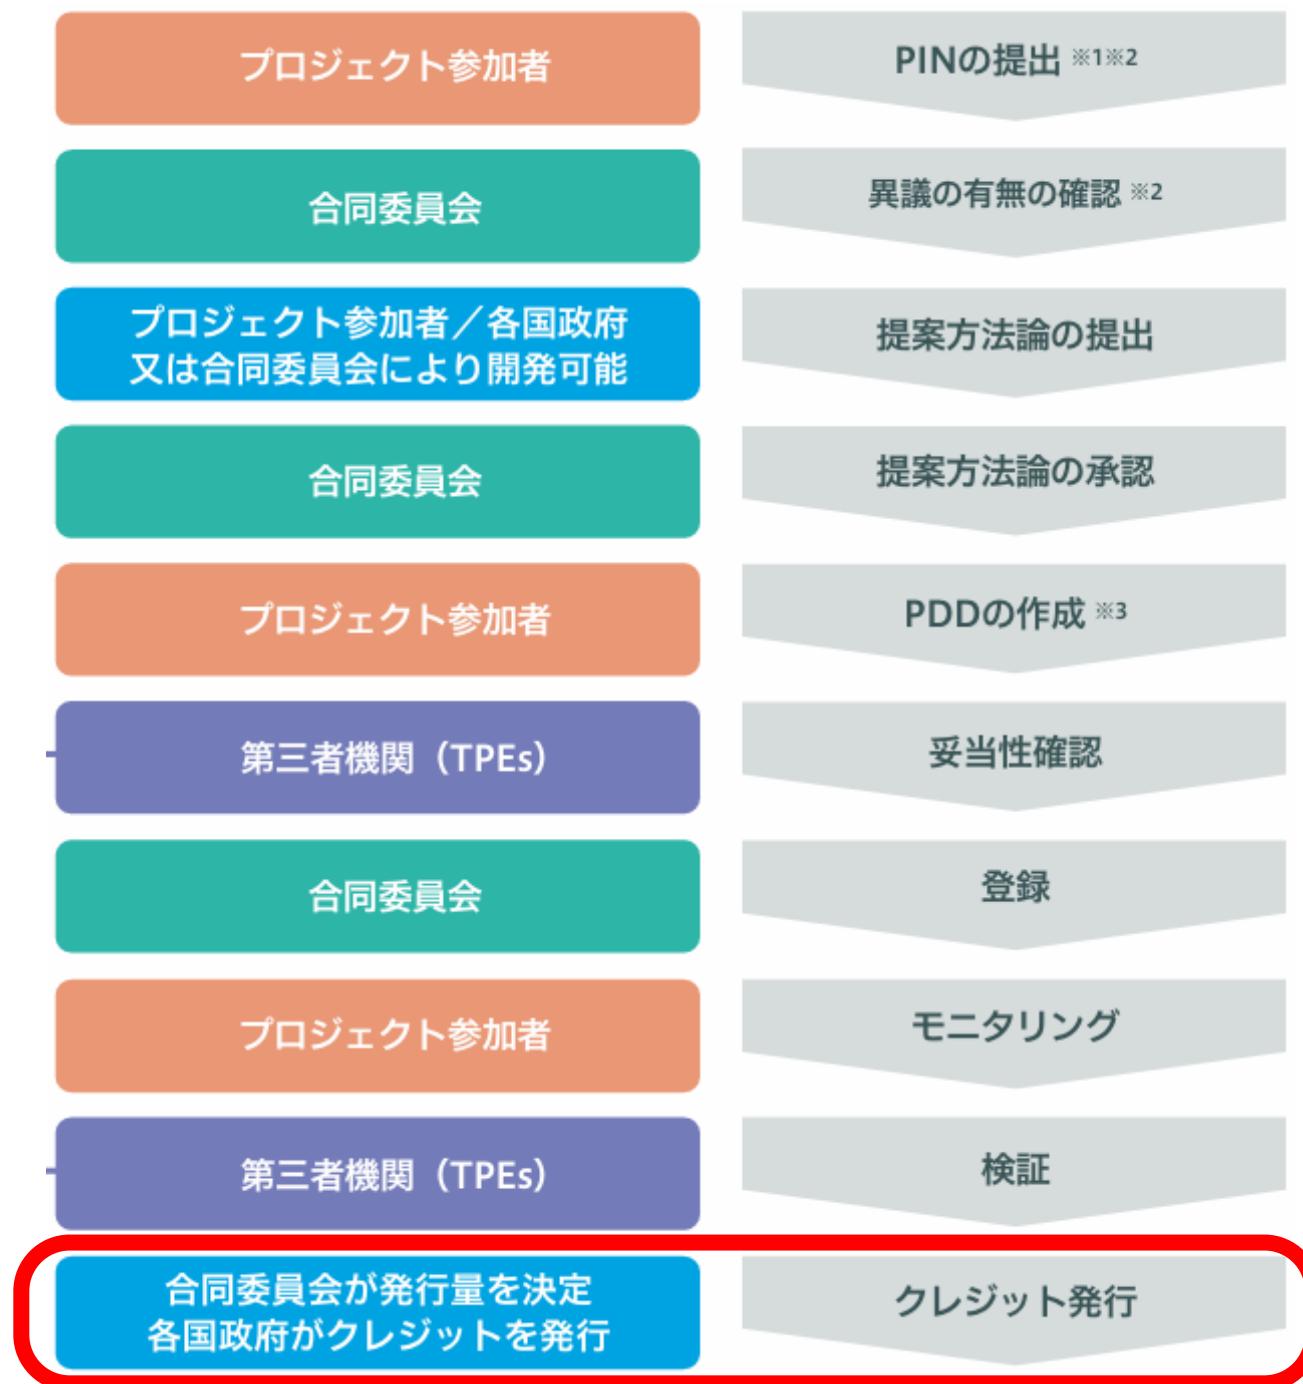 プロジェクト参加者
PINの提出 ※1※2
合同委員会
異議の有無の確認 ※2
プロジェクト参加者／各国政府
又は合同委員会により開発可能
提案方法論の提出
合同委員会
提案方法論の承認
プロジェクト参加者
PDDの作成 ※3
第三者機関（TPEs）
妥当性確認
合同委員会
登録
プロジェクト参加者
モニタリング
第三者機関（TPEs）
検証
合同委員会が発行量を決定
各国政府がクレジットを発行
クレジット発行